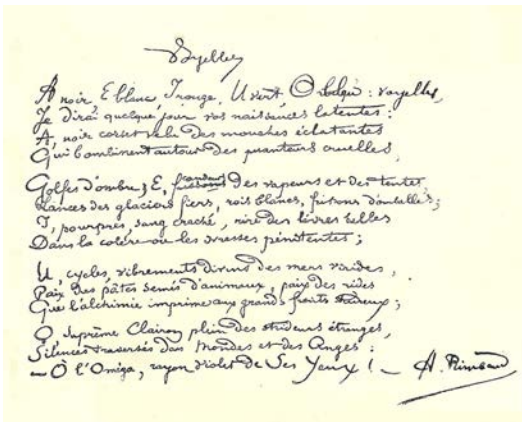 Voyelles
A noir, E blanc, I rouge, U vert, O bleu : voyelles,
Je dirai quelque jour vos naissances latentes :
A, noir corset velu des mouches éclatantes
Qui bombinent autour des puanteurs cruelles,
Golfes d'ombre ; E, frissons candeurs des vapeurs et des tentes,
Lances des glaciers fiers, rois blancs, frissons d'ombelles ;
I, pourpres, sang craché, rire des lèvres belles
Dans la colère ou les ivresses pénitentes ;
U, cycles, vibrements divins des mers virides,
Paix des pâtis semés d'animaux, paix des rides
Que l'alchimie imprime aux grands fronts studieux ;
O, suprême Clairon plein des strideurs étranges,
Silences traversés des Mondes et des Anges :
— O l'Oméga, rayon violet de Ses Yeux ! — A. Rimbaud